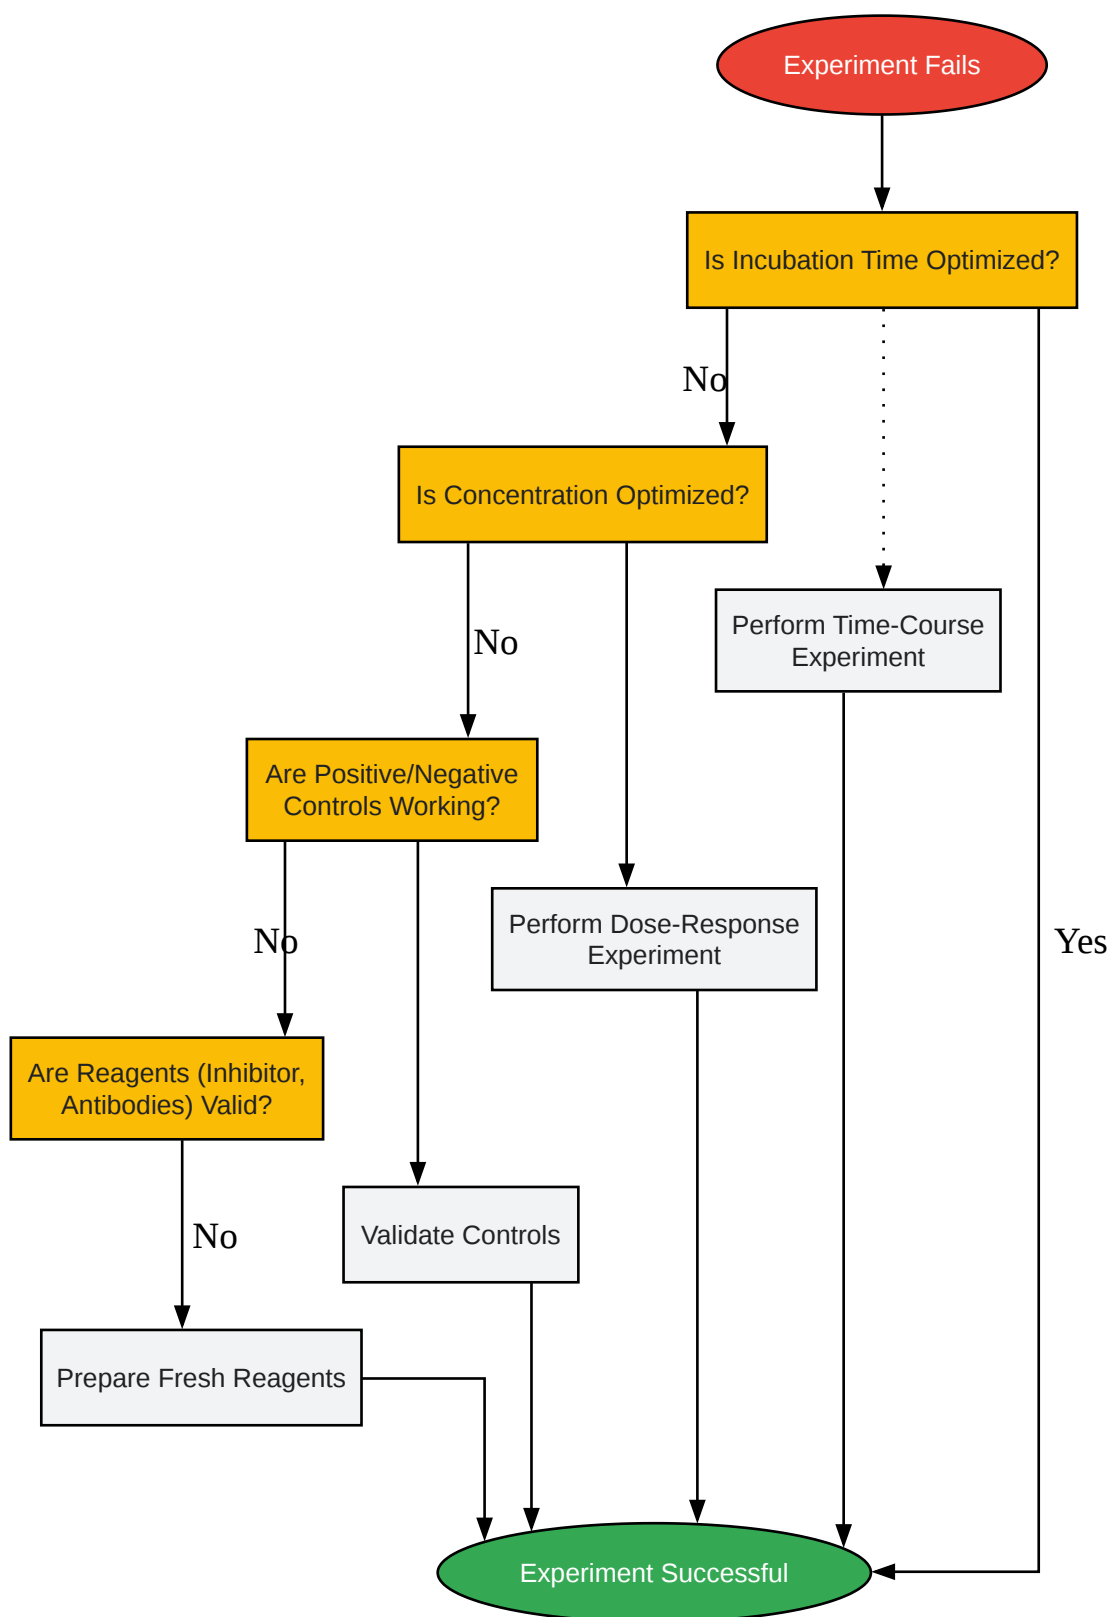 Experiment Fails
Is Incubation Time Optimized?
No
Is Concentration Optimized?
Perform Time-Course
Experiment
No
Are Positive/Negative
Controls Working?
Perform Dose-Response
Experiment
No
Yes
Are Reagents (Inhibitor,
Antibodies) Valid?
Validate Controls
No
Prepare Fresh Reagents
Experiment Successful